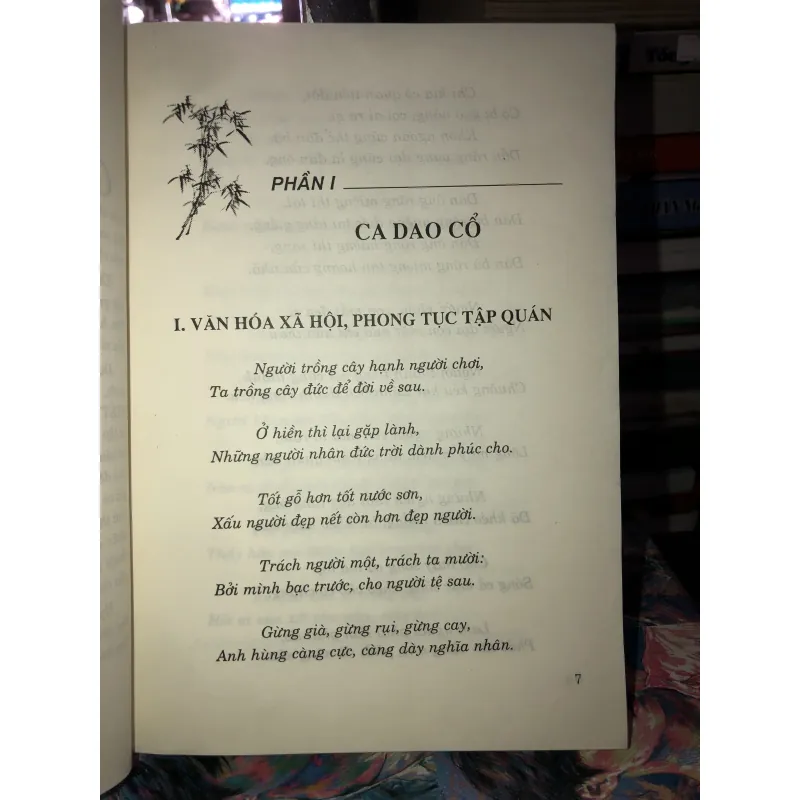 PHẦN I
CA DAO CỔ
I. VĂN HÓA XÃ HỘI, PHONG TỤC TẬP QUÁN
Người trồng cây hạnh người chơi,
Ta trồng cây đức để đời về sau.
Ở hiền thì lại gặp lành,
Những người nhân đức trời dành phúc cho.
Tốt gỗ hơn tốt nước sơn,
Xấu người đẹp nết còn hơn đẹp người.
Trách người một, trách ta mười:
Bởi mình bạc trước, cho người tệ sau.
Gừng già, gừng rụi, gừng cay,
Anh hùng càng cực, càng dày nghĩa nhân.
7